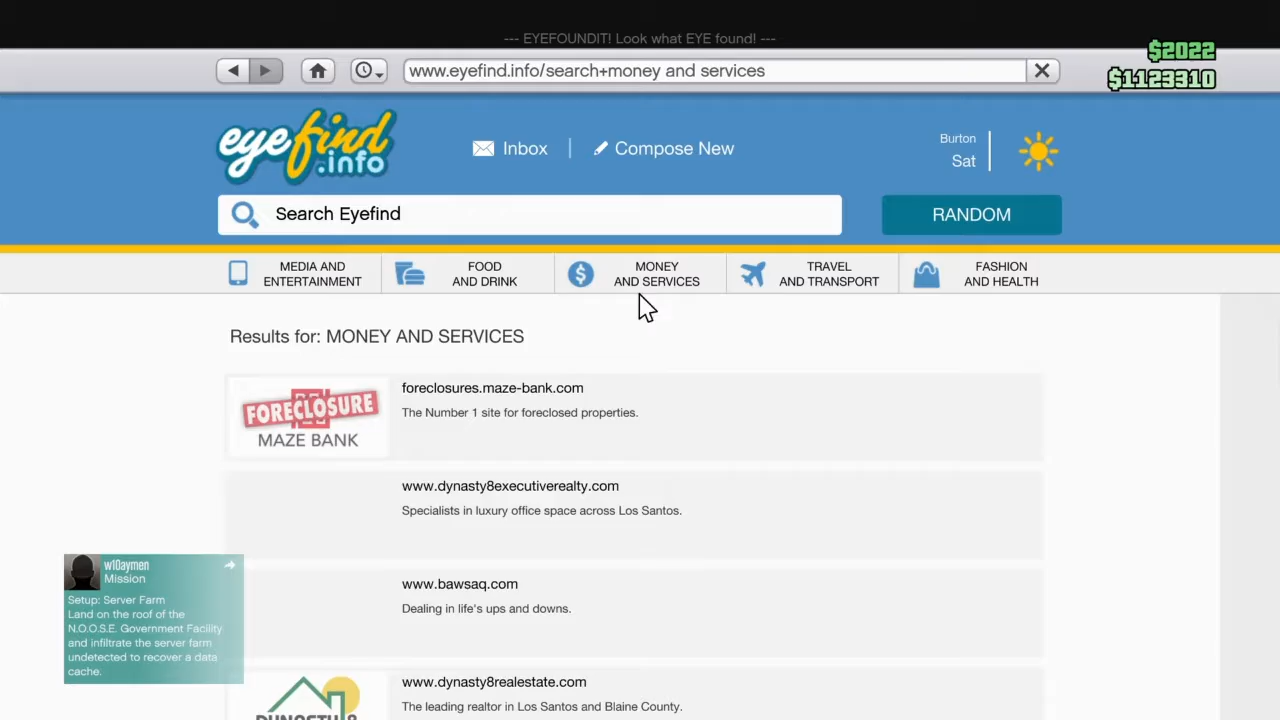 --- EYEFOUNDIT! Look what EYE found! ---
$2022
www.eyefind.info/search+money and services
$1123310
eyefind
.info
Inbox
Compose New
Burton
Sat
Search Eyefind
RANDOM
MEDIA AND
ENTERTAINMENT
FOOD
AND DRINK
MONEY
AND SERVICES
TRAVEL
AND TRANSPORT
FASHION
AND HEALTH
Results for: MONEY AND SERVICES
FORECLOSURE
MAZE BANK
foreclosures.maze-bank.com
The Number 1 site for foreclosed properties.
www.dynasty8executiverealty.com
Specialists in luxury office space across Los Santos.
www.bawsaq.com
Dealing in life's ups and downs.
w10aymen
Mission
Setup: Server Farm
Land on the roof of the
N.O.O.S.E. Government Facility
and infiltrate the server farm
undetected to recover a data
cache.
DYNASTY 8
www.dynasty8realestate.com
The leading realtor in Los Santos and Blaine County.